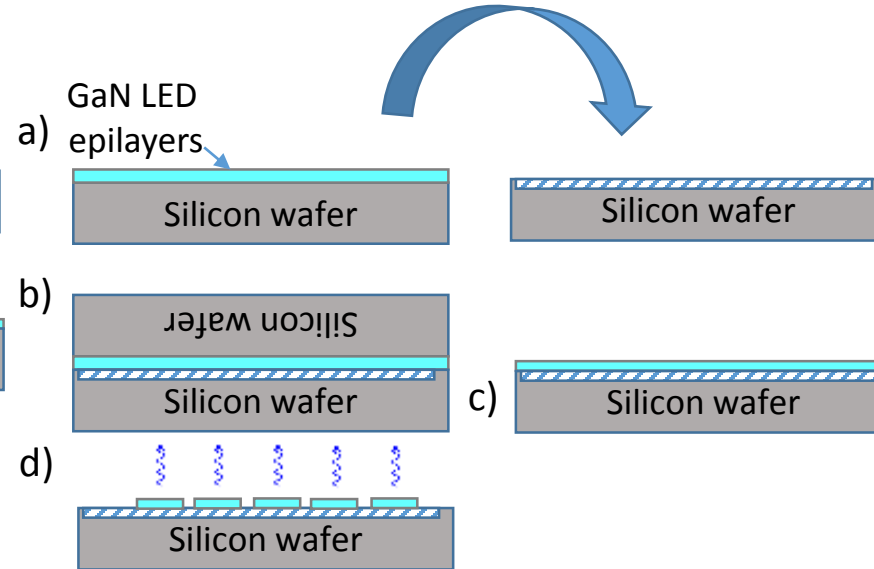 a)
GaN LED
epilayers
Silicon wafer
Silicon wafer
b)
Silicon wafer
Silicon wafer
c)
Silicon wafer
d)
Silicon wafer